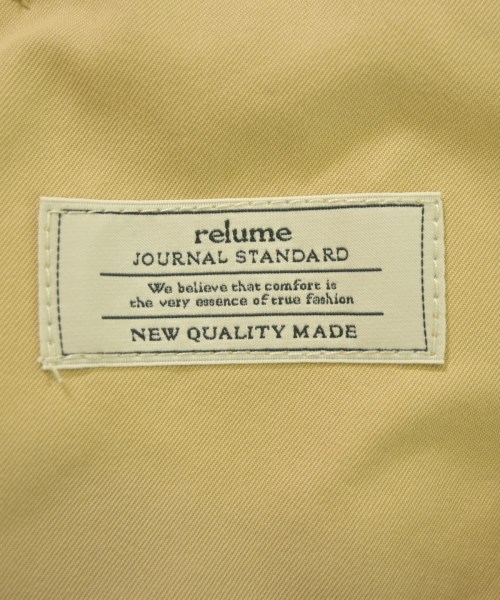 relume
JOURNAL STANDARD
We believe that comfort is
the very essence of true fashion
NEW QUALITY MADE